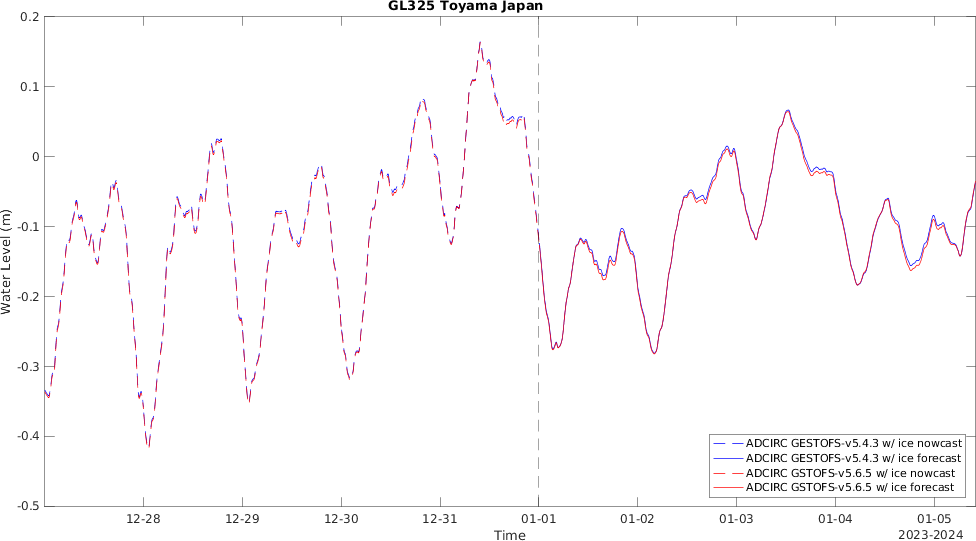 GL325 Toyama Japan
0.2
0.1
0
-0.1
-0.2
-0.3
-0.4
-0.5
Water Level (m)
12-28
12-29
12-30
12-31
01-01
01-02
01-03
01-04
01-05
Time
2023-2024
ADCIRC GESTOFS-v5.4.3 w/ ice nowcast
ADCIRC GESTOFS-v5.4.3 w/ ice forecast
ADCIRC GSTOFS-v5.6.5 w/ ice nowcast
ADCIRC GSTOFS-v5.6.5 w/ ice forecast